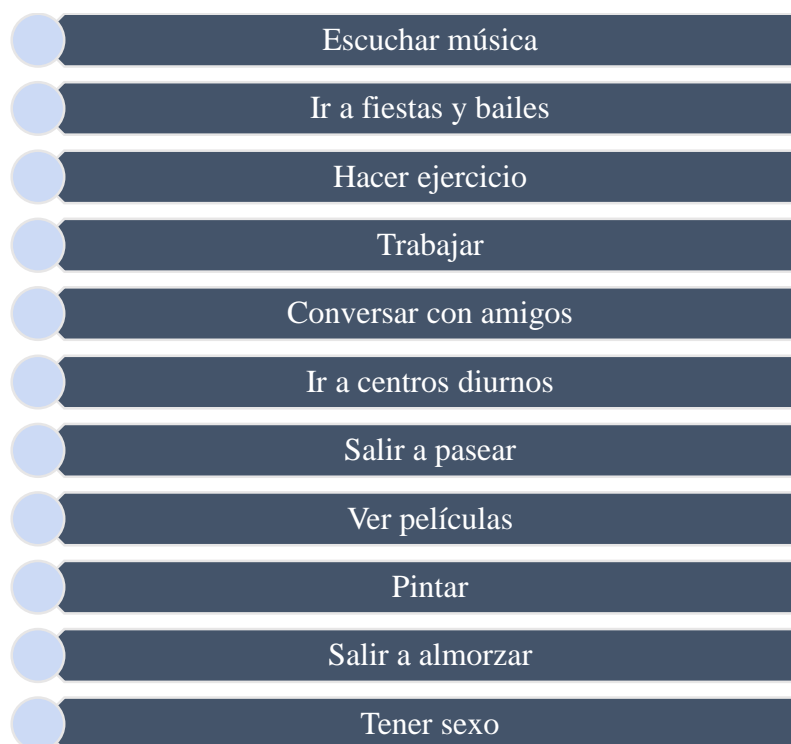 Escuchar música
Ir a fiestas y bailes
Hacer ejercicio
Trabajar
Conversar con amigos
Ir a centros diurnos
Salir a pasear
Ver películas
Pintar
Salir a almorzar
Tener sexo